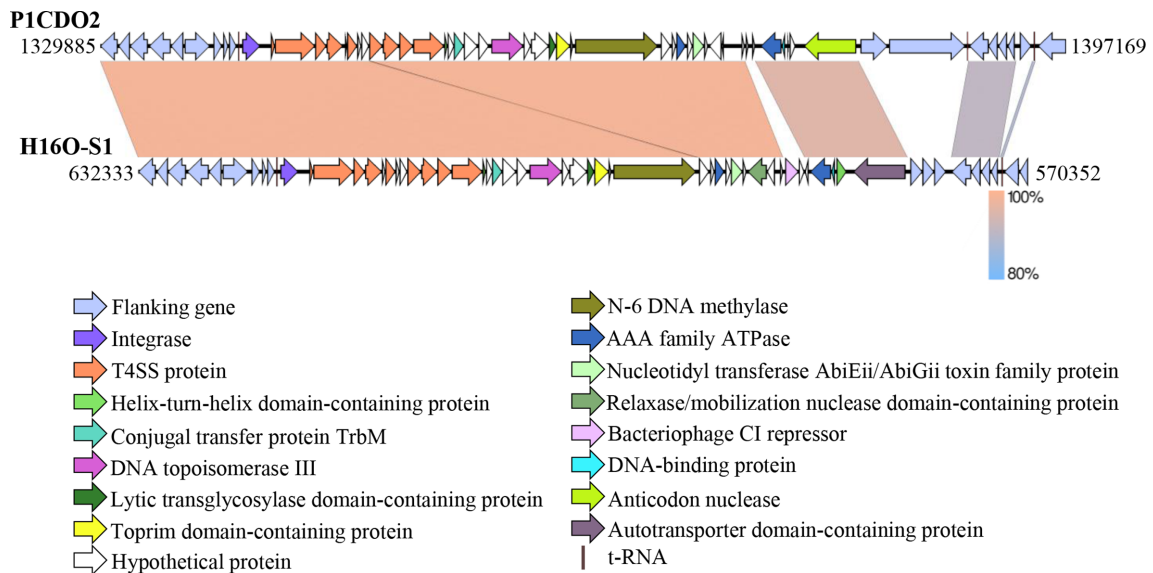 P1CDO2
1329885
1397169
H16O-S1
632333
570352
100%
80%
Flanking gene
Integrase
T4SS protein
Helix-turn-helix domain-containing protein
Conjugal transfer protein TrbM
DNA topoisomerase III
Lytic transglycosylase domain-containing protein
Toprim domain-containing protein
Hypothetical protein
N-6 DNA methylase
AAA family ATPase
Nucleotidyl transferase AbiEii/AbiGii toxin family protein
Relaxase/mobilization nuclease domain-containing protein
Bacteriophage CI repressor
DNA-binding protein
Anticodon nuclease
Autotransporter domain-containing protein
t-RNA